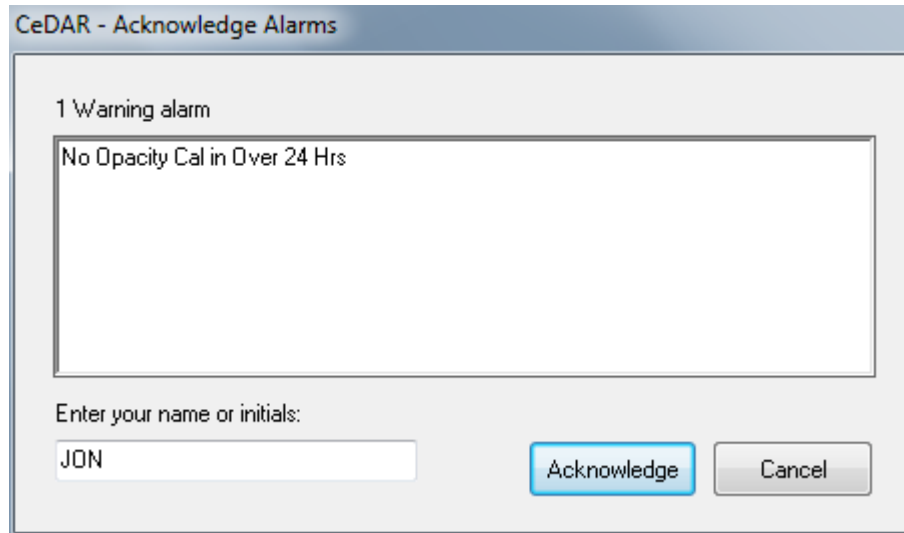 CeDAR - Acknowledge Alarms
1 Warning alarm
No Opacity Cal in Over 24 Hrs
Enter your name or initials:
JON
Acknowledge
Cancel